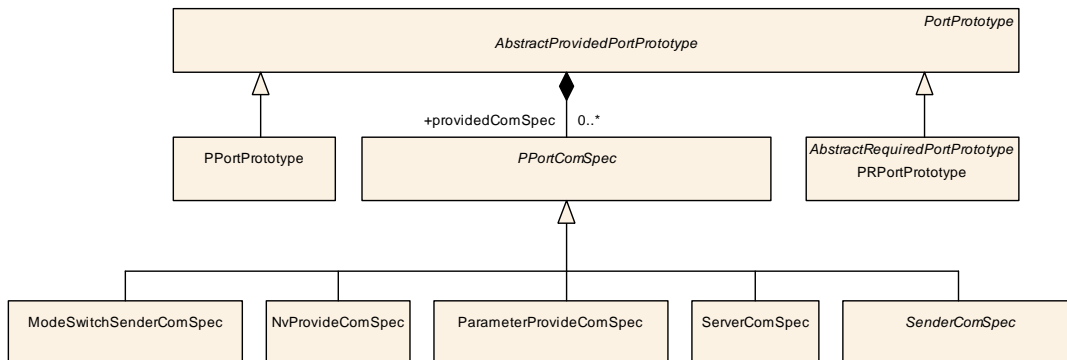 PortPrototype
AbstractProvidedPortPrototype
+providedComSpec 0..*
PPortPrototype
PPortComSpec
AbstractRequiredPortPrototype
PRPortPrototype
ModeSwitchSenderComSpec
NvProvideComSpec
ParameterProvideComSpec
ServerComSpec
SenderComSpec